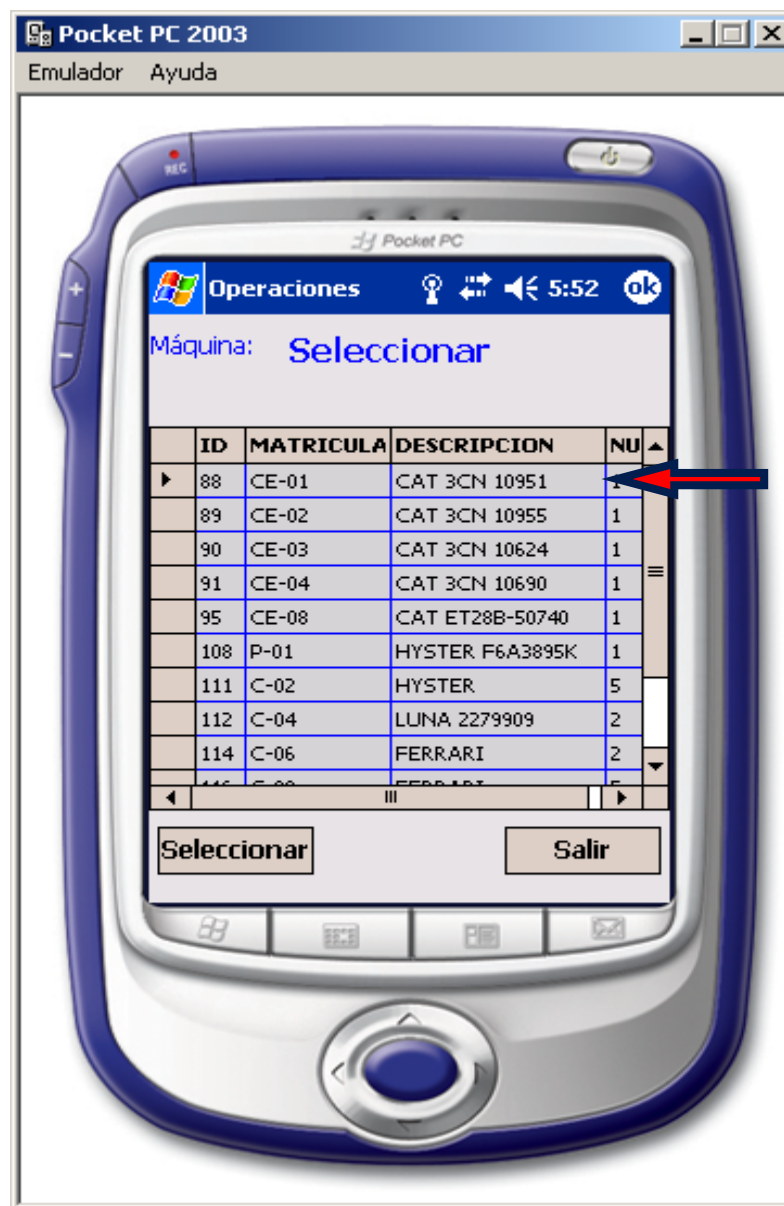 Pocket PC 2003
Emulador Ayuda
REC
Pocket PC
Operaciones 5:52 ok
Máquina: Seleccionar
ID MATRICULA DESCRIPCION NU
88 CE-01 CAT 3CN 10951
89 CE-02 CAT 3CN 10955 1
90 CE-03 CAT 3CN 10624 1
91 CE-04 CAT 3CN 10690 1
95 CE-08 CAT ET28B-50740 1
108 P-01 HYSTER F6A3895K 1
111 C-02 HYSTER 5
112 C-04 LUNA 2279909 2
114 C-06 FERRARI 2
Seleccionar Salir